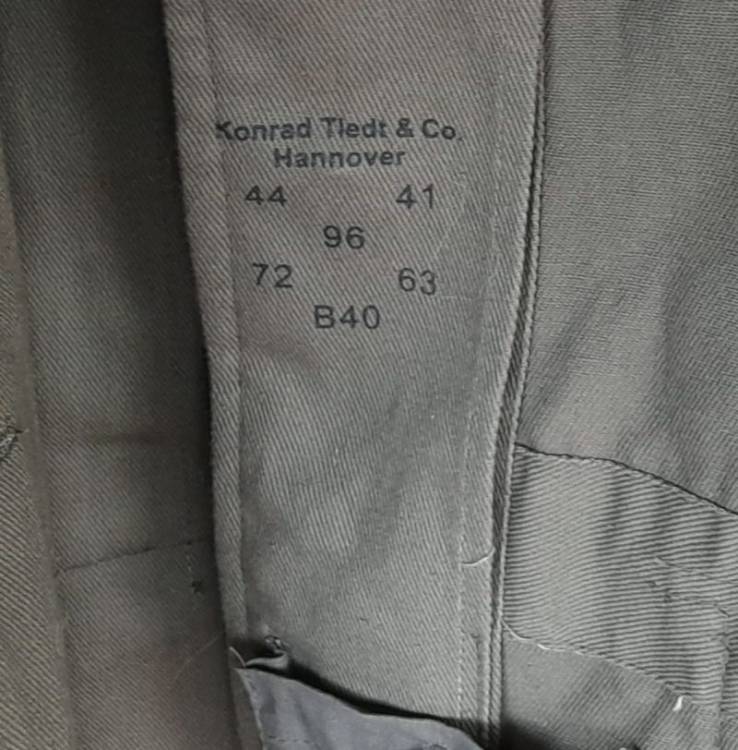 Konrad Tiedt & Co.
Hannover
44 41
96
72 63
B40